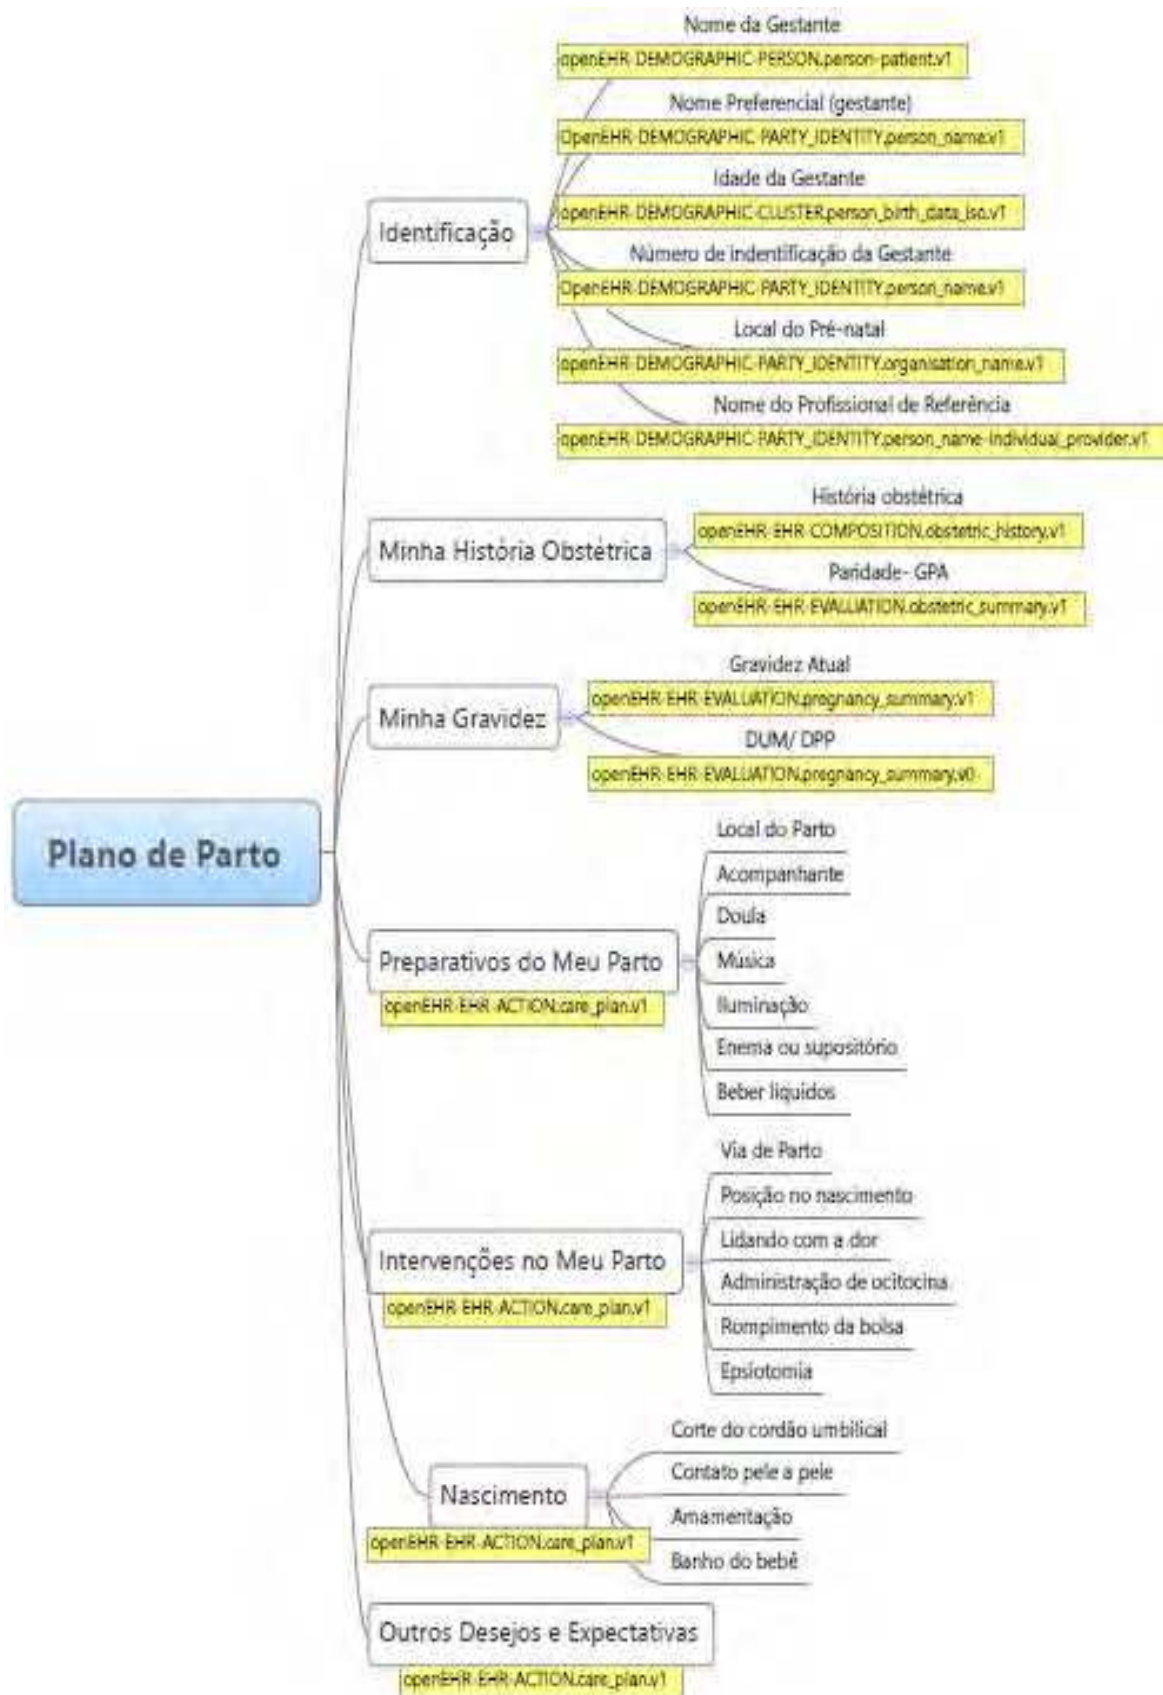 Plano de Parto
Identificação
Nome da Gestante
openEHR-DEMOGRAPHIC-PERSON.person-patient.v1
Nome Preferencial (gestante)
OpenEHR-DEMOGRAPHIC-PARTY_IDENTITY.person_name.v1
Idade da Gestante
openEHR-DEMOGRAPHIC-CLUSTER.person_birth_data_iso.v1
Número de Indentificação da Gestante
OpenEHR-DEMOGRAPHIC-PARTY_IDENTITY.person_name.v1
Local do Pré-natal
openEHR-DEMOGRAPHIC-PARTY_IDENTITY.organisation_name.v1
Nome do Profissional de Referência
openEHR-DEMOGRAPHIC-PARTY_IDENTITY.person_name-individual_provider.v1
Minha História Obstétrica
História obstétrica
openEHR-EHR-COMPOSITION.obstetric_history.v1
Paridade- GPA
openEHR-EHR-EVALUATION.obstetric_summary.v1
Minha Gravidez
Gravidez Atual
openEHR-EHR-EVALUATION.pregnancy_summary.v1
DUM/ DPP
openEHR-EHR-EVALUATION.pregnancy_summary.v0
Preparativos do Meu Parto
openEHR-EHR-ACTION.care_plan.v1
Local do Parto
Acompanhante
Doula
Música
Iluminação
Enema ou supositório
Beber liquidos
Intervenções no Meu Parto
openEHR-EHR-ACTION.care_plan.v1
Via de Parto
Posição no nascimento
Lidando com a dor
Administração de ocitocina
Rompimento da bolsa
Epsiotomia
Nascimento
openEHR-EHR-ACTION.care_plan.v1
Corte do cordão umbilical
Contato pele a pele
Amamentação
Banho do bebê
Outros Desejos e Expectativas
openEHR-EHR-ACTION.care_plan.v1